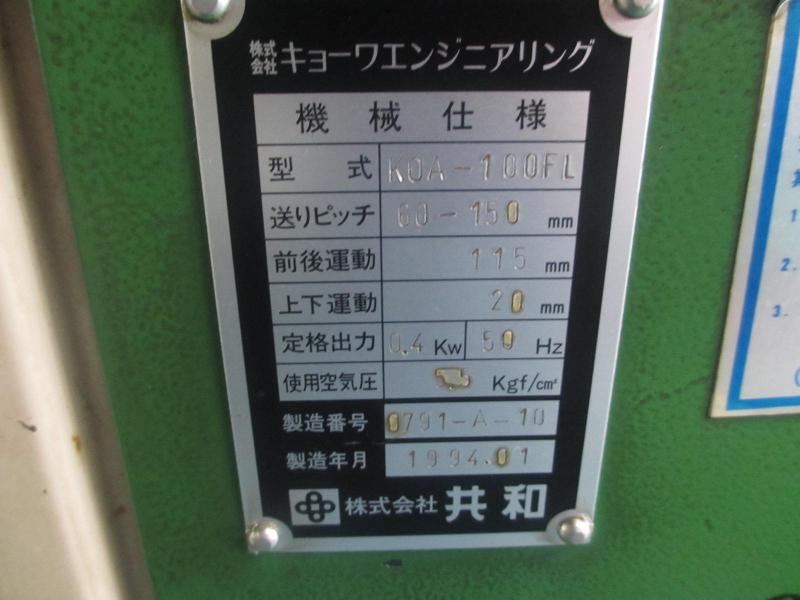 株式会社 キョーワエンジニアリング
機械仕様
型式 KOA-100FL
送りピッチ 60-150 mm
前後運動 115 mm
上下運動 20 mm
定格出力 0.4 Kw 50 Hz
使用空気圧 Kgf/cm²
製造番号 0791-A-10
製造年月 1994.01
株式会社 共和
1
2.
3.